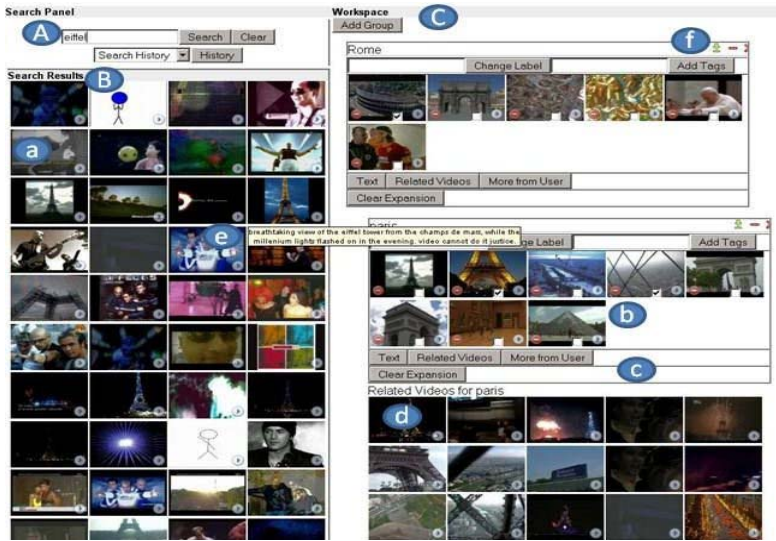 Search Panel
A
eiffel
Search
Clear
Search History
History
Search Results
B
a
e
breathtaking view of the eiffel tower from the champs de mars, while the
millenium lights flashed on in the evening. video cannot do it justice.
Workspace
C
Add Group
Rome
f
Change Label
Add Tags
Text
Related Videos
More from User
Clear Expansion
paris
ange Label
Add Tags
b
Text
Related Videos
More from User
Clear Expansion
c
Related Videos for paris
d